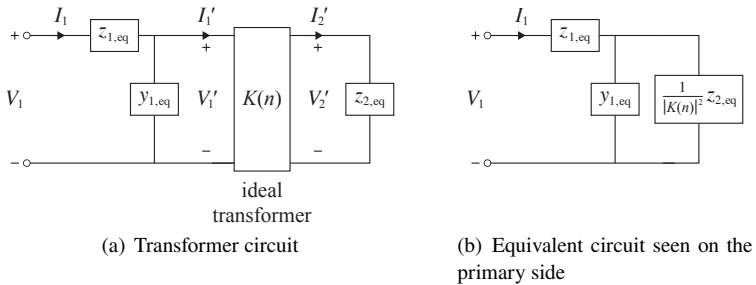 I₁ I₁′ I₂′
+ z₁,eq + +
V₁ y₁,eq V₁′ K(n) V₂′ z₂,eq
− − −
ideal
transformer
(a) Transformer circuit
I₁
+ z₁,eq
V₁ y₁,eq 1/|K(n)|² z₂,eq
−
(b) Equivalent circuit seen on the
primary side